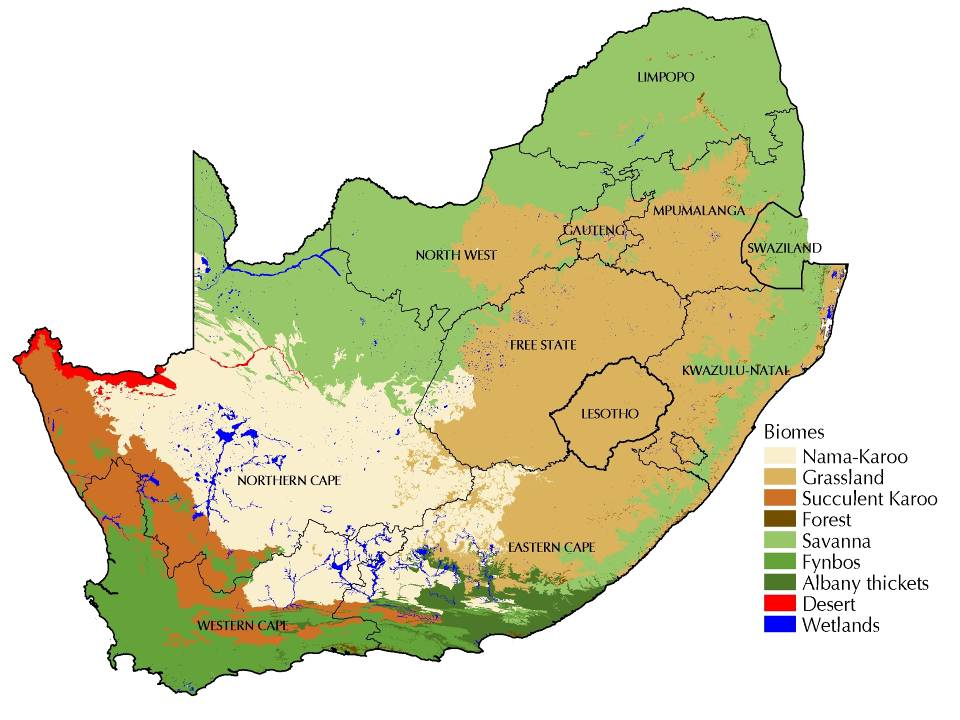 LIMPOPO
MPUMALANGA
GAUTENG
SWAZILAND
NORTH WEST
FREE STATE
KWAZULU-NATAL
LESOTHO
NORTHERN CAPE
EASTERN CAPE
WESTERN CAPE
Biomes
Nama-Karoo
Grassland
Succulent Karoo
Forest
Savanna
Fynbos
Albany thickets
Desert
Wetlands